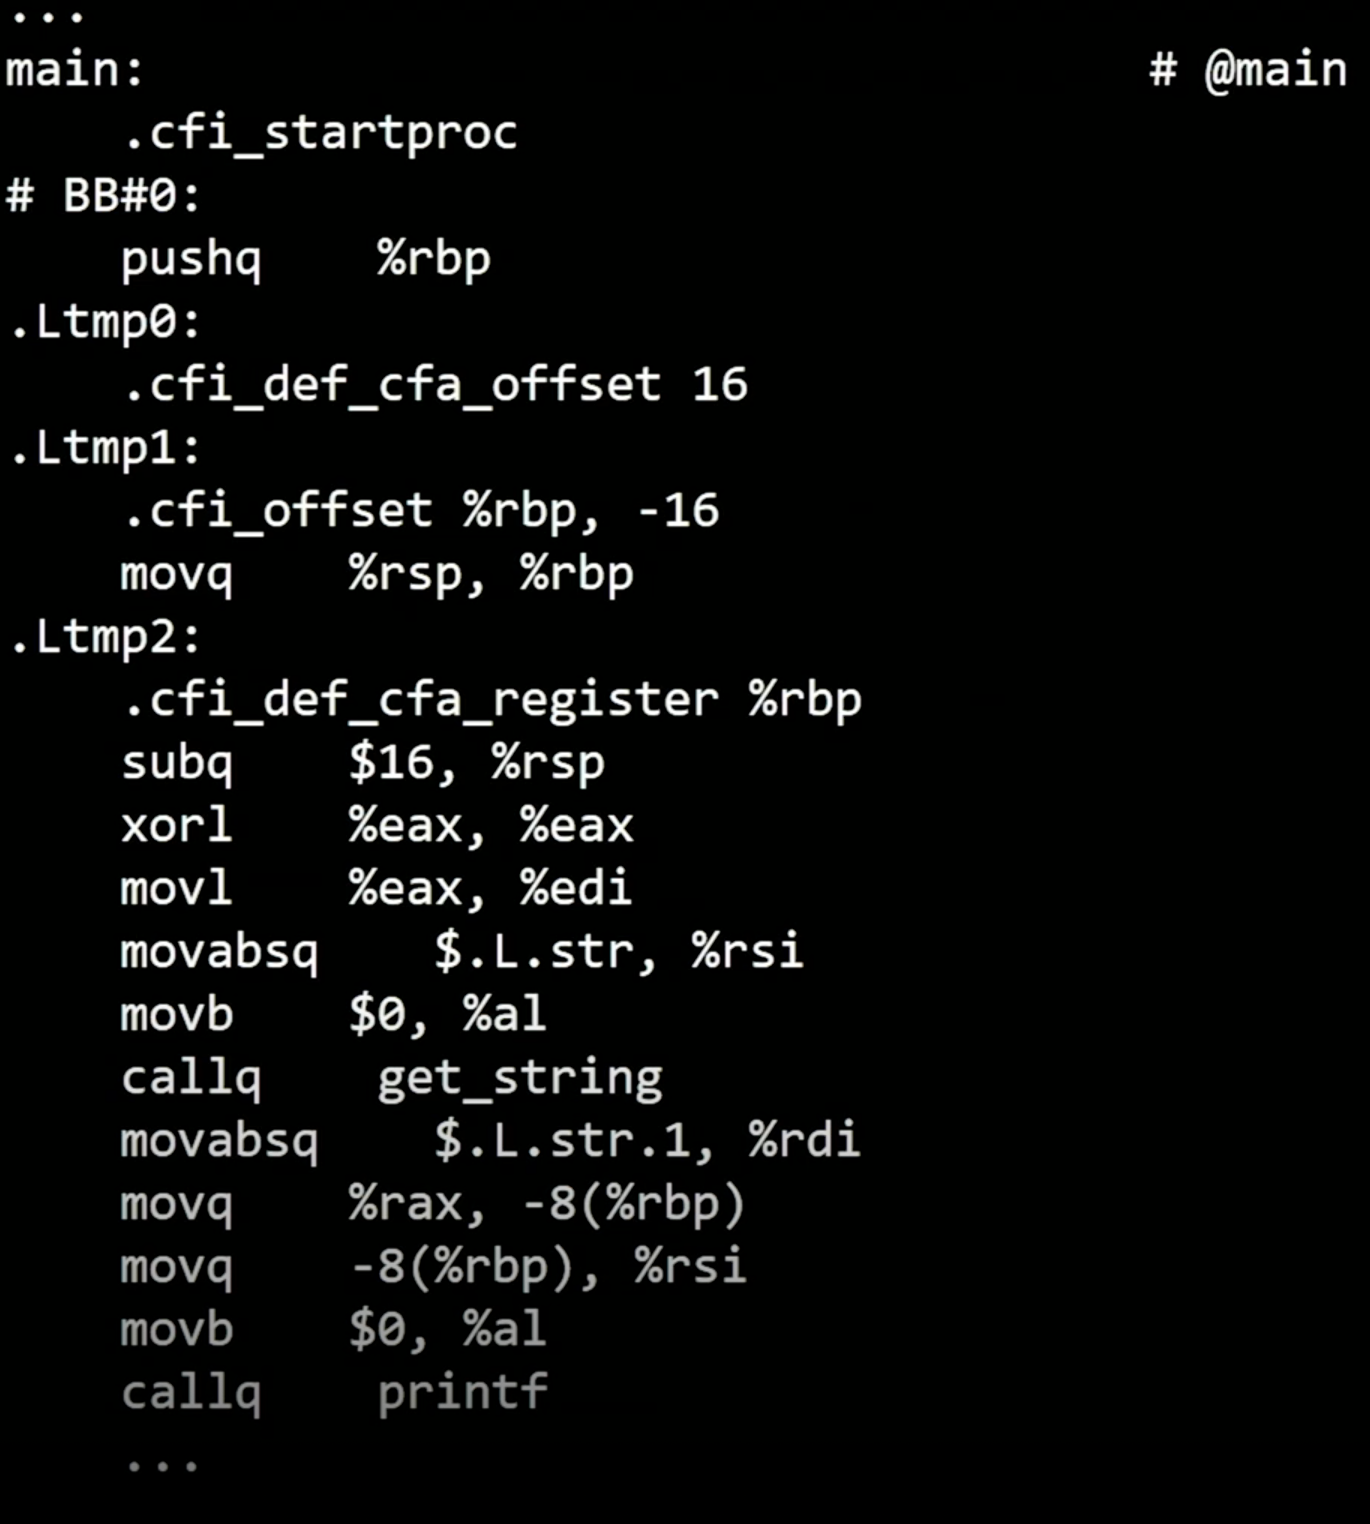 ...
main:                                   # @main
    .cfi_startproc
# BB#0:
    pushq    %rbp
.Ltmp0:
    .cfi_def_cfa_offset 16
.Ltmp1:
    .cfi_offset %rbp, -16
    movq    %rsp, %rbp
.Ltmp2:
    .cfi_def_cfa_register %rbp
    subq    $16, %rsp
    xorl    %eax, %eax
    movl    %eax, %edi
    movabsq    $.L.str, %rsi
    movb    $0, %al
    callq    get_string
    movabsq    $.L.str.1, %rdi
    movq    %rax, -8(%rbp)
    movq    -8(%rbp), %rsi
    movb    $0, %al
    callq    printf
    ...